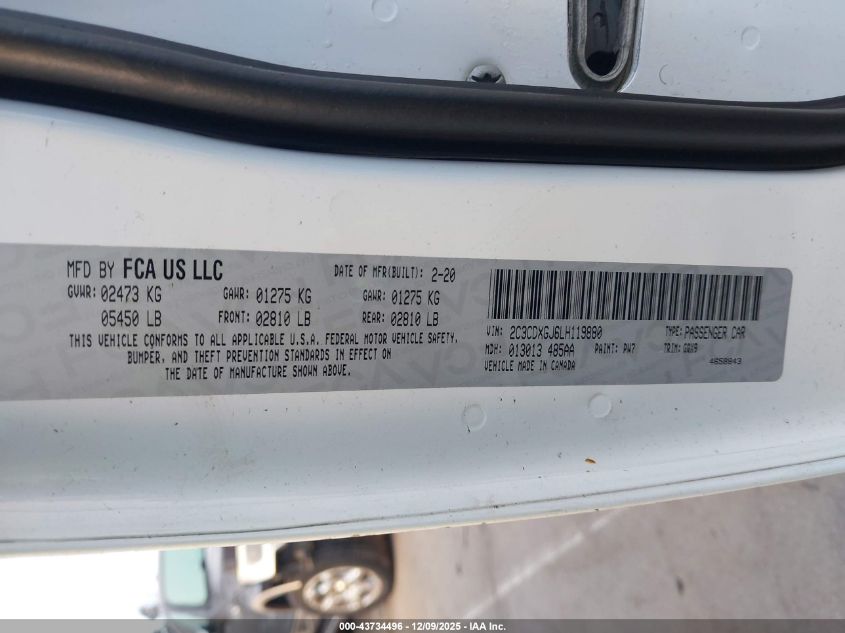 MFD BY FCA US LLC
DATE OF MFR(BUILT): 2-20
GVWR: 02473 KG GAWR: 01275 KG GAWR: 01275 KG
05450 LB FRONT: 02810 LB REAR: 02810 LB
THIS VEHICLE CONFORMS TO ALL APPLICABLE U.S.A. FEDERAL MOTOR VEHICLE SAFETY,
BUMPER, AND THEFT PREVENTION STANDARDS IN EFFECT ON
THE DATE OF MANUFACTURE SHOWN ABOVE.
VIN: 2C3CDXGJ6LH119880 TYPE: PASSENGER CAR
MDH: 013013 485AA PAINT: PW7 TRIM: GRX9
VEHICLE MADE IN CANADA 4658843
000-43734496 - 12/09/2025 - IAA Inc.